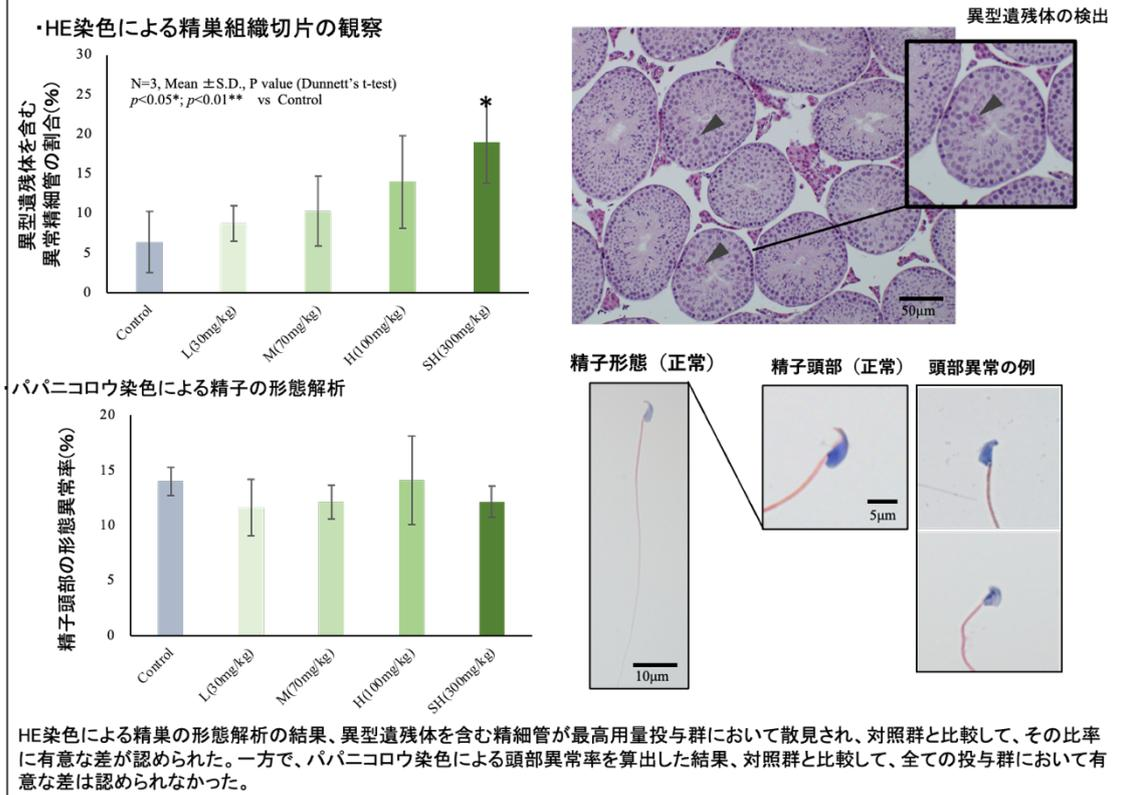 ・HE染色による精巣組織切片の観察
異型遺残体を含む
異常精細管の割合(%)
30
25
20
15
10
5
0
N=3, Mean ±S.D., P value (Dunnett's t-test)
p<0.05*; p<0.01** vs Control
*
Control
L(30mg/kg)
M(70mg/kg)
H(100mg/kg)
SH(300mg/kg)
異型遺残体の検出
50μm
・パパニコロウ染色による精子の形態解析
精子頭部の形態異常率(%)
20
15
10
5
0
Control
L(30mg/kg)
M(70mg/kg)
H(100mg/kg)
SH(300mg/kg)
精子形態（正常）
10μm
精子頭部（正常）
5μm
頭部異常の例
HE染色による精巣の形態解析の結果、異型遺残体を含む精細管が最高用量投与群において散見され、対照群と比較して、その比率
に有意な差が認められた。一方で、パパニコロウ染色による頭部異常率を算出した結果、対照群と比較して、全ての投与群において有
意な差は認められなかった。